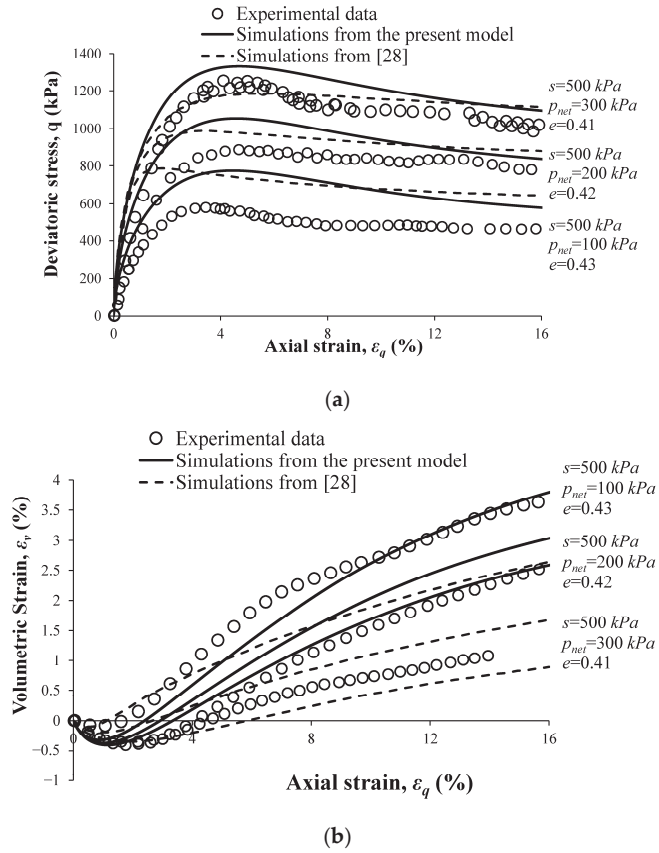 Experimental data
Simulations from the present model
Simulations from [28]
Deviatoric stress, q (kPa)
1400
1200
1000
800
600
400
200
0
0
4
8
12
16
Axial strain, εq (%)
s=500 kPa
pnet=300 kPa
e=0.41
s=500 kPa
pnet=200 kPa
e=0.42
s=500 kPa
pnet=100 kPa
e=0.43
(a)
Experimental data
Simulations from the present model
Simulations from [28]
Volumetric Strain, εv (%)
4
3.5
3
2.5
2
1.5
1
0.5
0
−0.5
−1
0
4
8
12
16
Axial strain, εq (%)
s=500 kPa
pnet=100 kPa
e=0.43
s=500 kPa
pnet=200 kPa
e=0.42
s=500 kPa
pnet=300 kPa
e=0.41
(b)